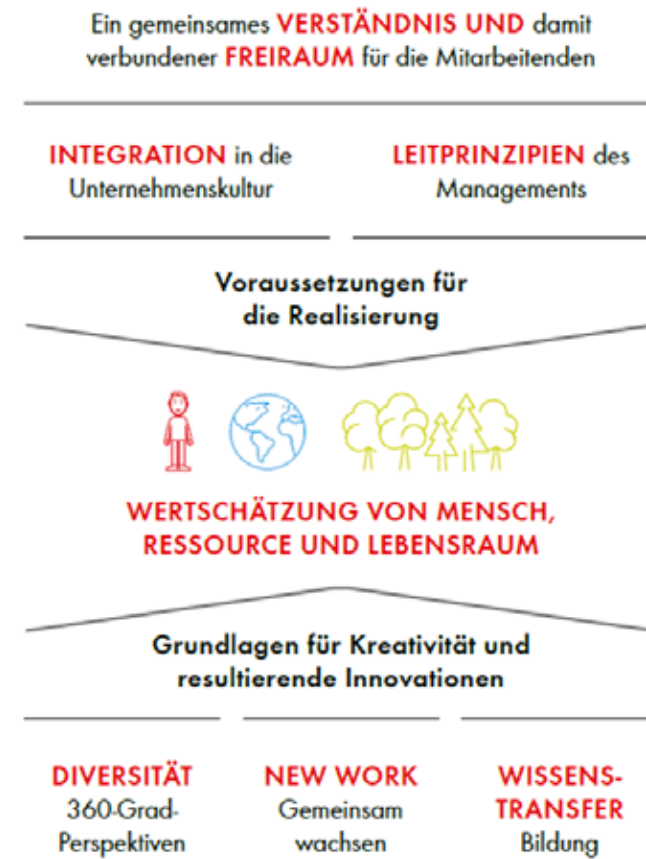 Ein gemeinsames VERSTÄNDNIS UND damit
verbundener FREIRAUM für die Mitarbeitenden
INTEGRATION in die
Unternehmenskultur
LEITPRINZIPIEN des
Managements
Voraussetzungen für
die Realisierung
WERTSCHÄTZUNG VON MENSCH,
RESSOURCE UND LEBENSRAUM
Grundlagen für Kreativität und
resultierende Innovationen
DIVERSITÄT
360-Grad-
Perspektiven
NEW WORK
Gemeinsam
wachsen
WISSENS-
TRANSFER
Bildung